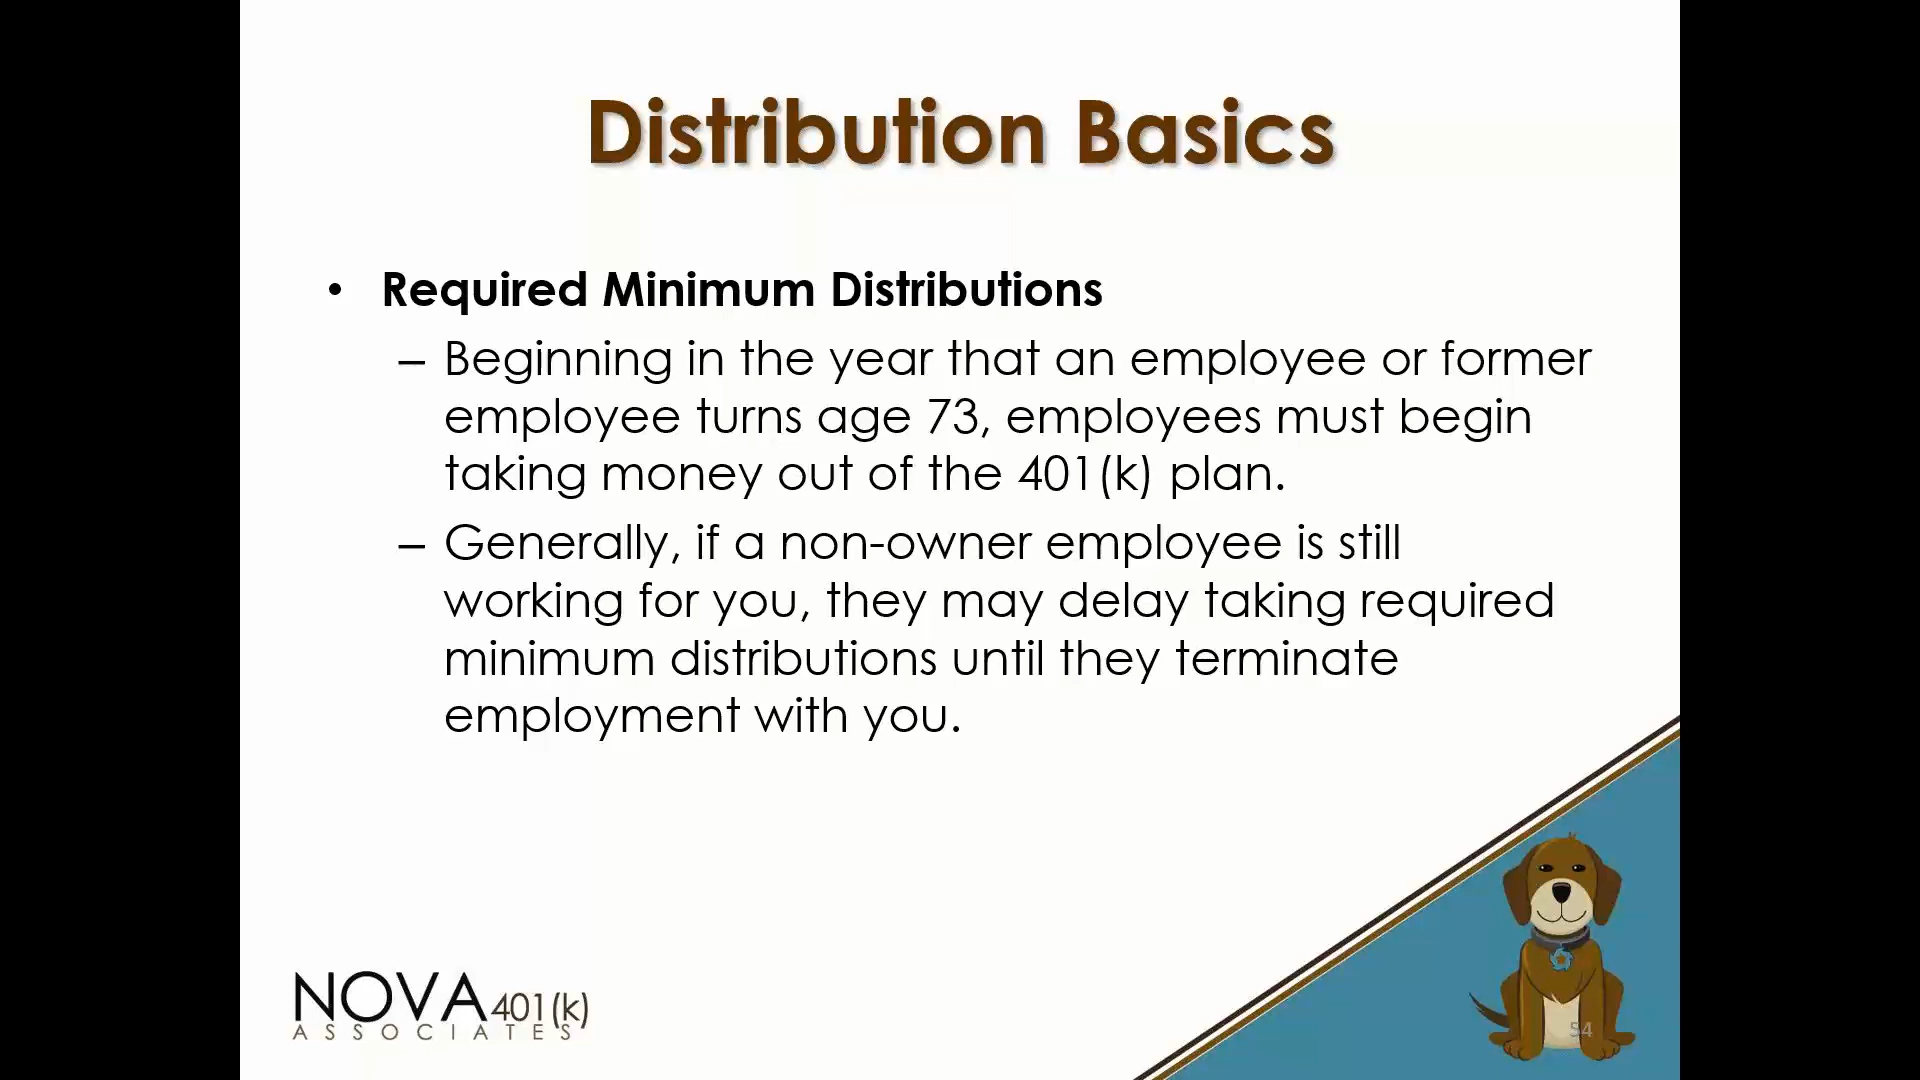 Distribution Basics
• Required Minimum Distributions
– Beginning in the year that an employee or former
employee turns age 73, employees must begin
taking money out of the 401(k) plan.
– Generally, if a non-owner employee is still
working for you, they may delay taking required
minimum distributions until they terminate
employment with you.
NOVA 401(k)
ASSOCIATES
54